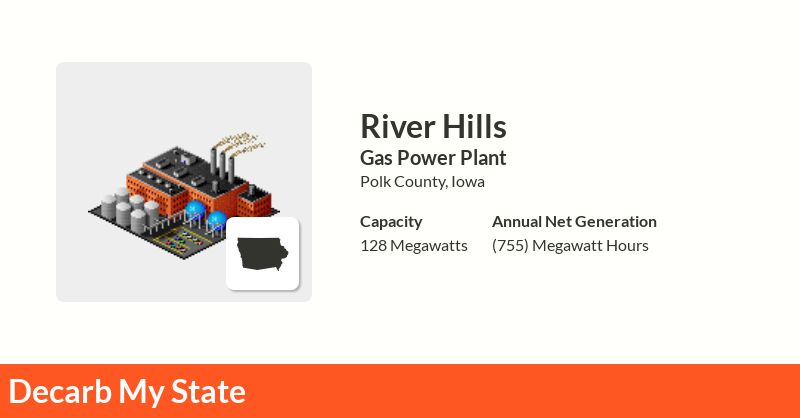 River Hills
Gas Power Plant
Polk County, Iowa
Capacity
Annual Net Generation
128 Megawatts
(755) Megawatt Hours
Decarb My State